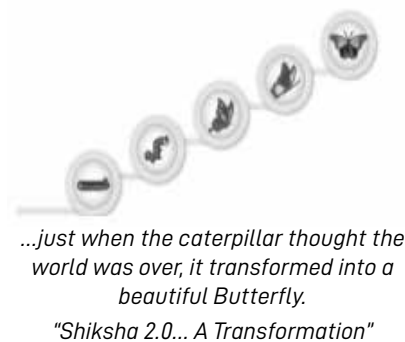 ...just when the caterpillar thought the
world was over, it transformed into a
beautiful Butterfly.
"Shiksha 2.0... A Transformation"